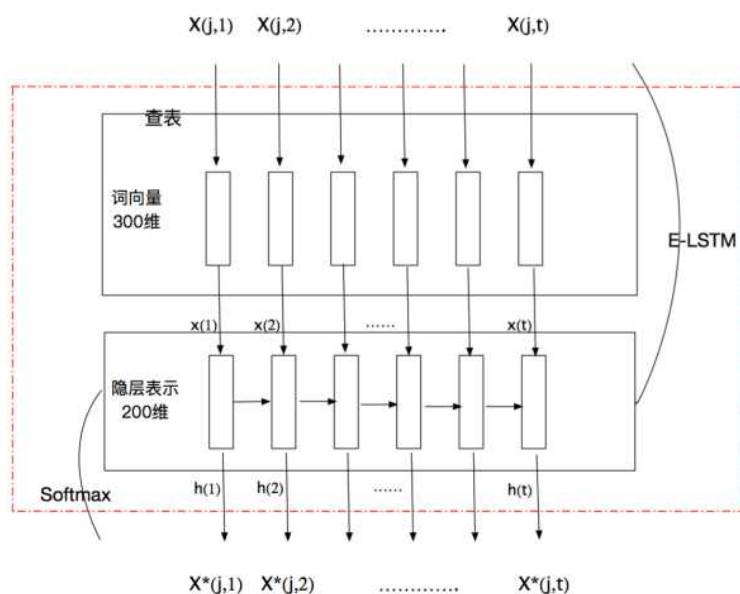 X(j,1) X(j,2) ............. X(j,t)
查表
词向量
300维
E-LSTM
x(1) x(2) ...... x(t)
隐层表示
200维
Softmax
h(1) h(2) ...... h(t)
X*(j,1) X*(j,2) ............. X*(j,t)